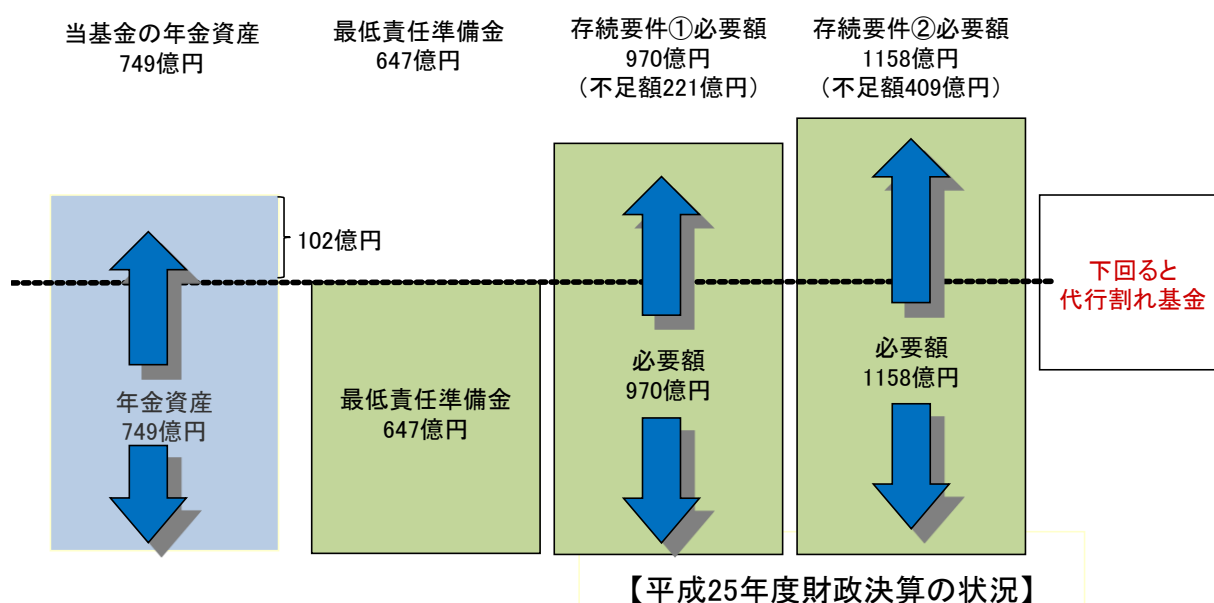 当基金の年金資産
749億円
最低責任準備金
647億円
存続要件①必要額
970億円
（不足額221億円）
存続要件②必要額
1158億円
（不足額409億円）
102億円
年金資産
749億円
最低責任準備金
647億円
必要額
970億円
必要額
1158億円
下回ると
代行割れ基金
【平成25年度財政決算の状況】